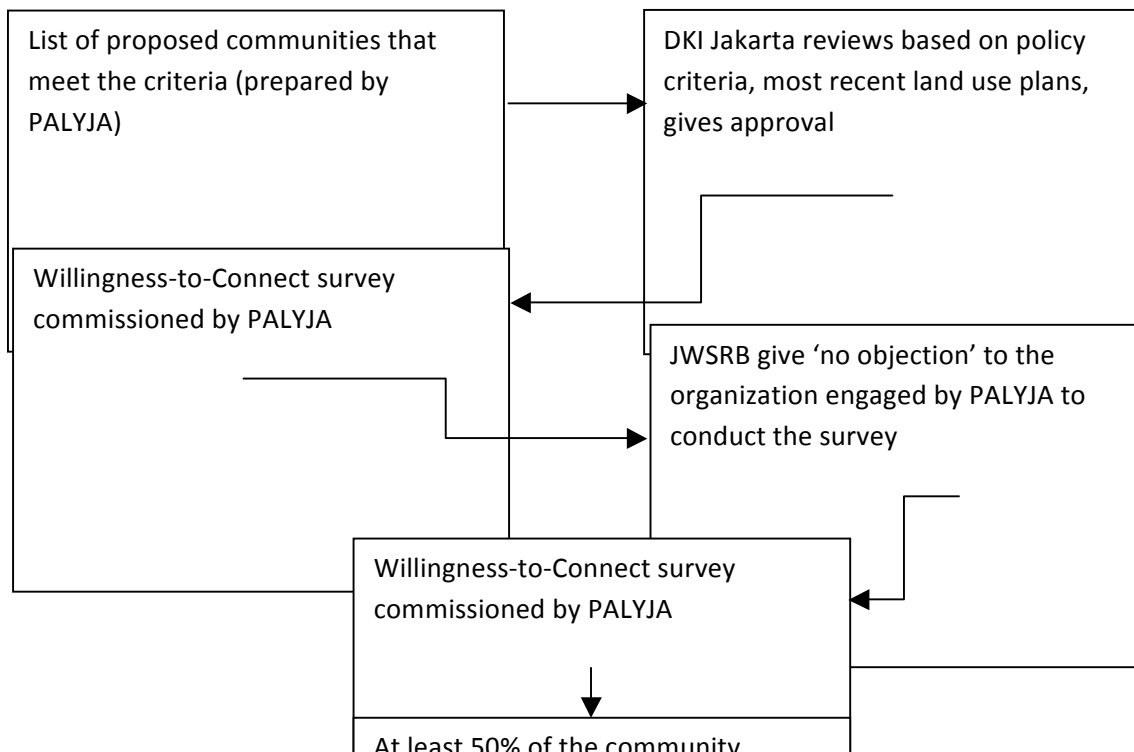 List of proposed communities that
meet the criteria (prepared by
PALYJA)
DKI Jakarta reviews based on policy
criteria, most recent land use plans,
gives approval
Willingness-to-Connect survey
commissioned by PALYJA
JWSRB give ‘no objection’ to the
organization engaged by PALYJA to
conduct the survey
Willingness-to-Connect survey
commissioned by PALYJA
At least 50% of the community